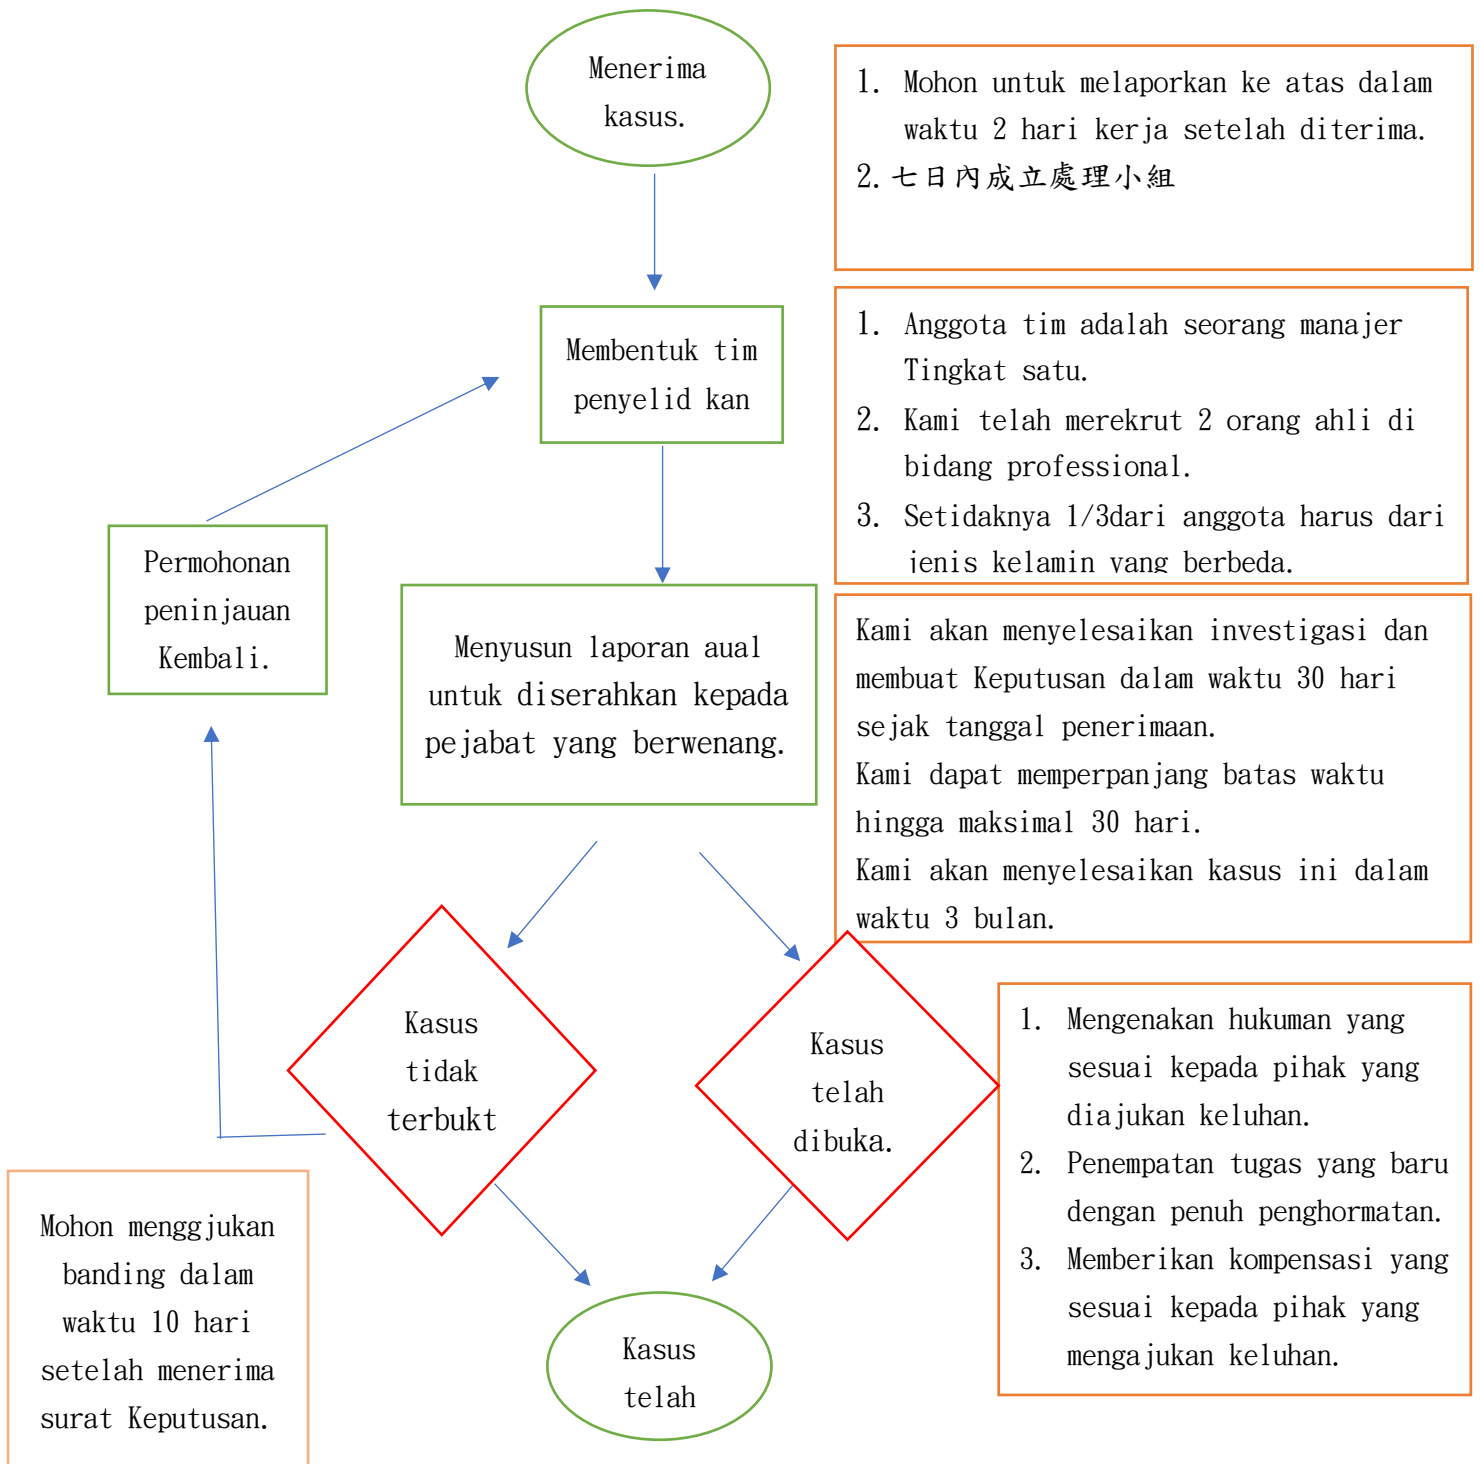 Menerima
kasus.
1. Mohon untuk melaporkan ke atas dalam
waktu 2 hari kerja setelah diterima.
2. 七日內成立處理小組
Membentuk tim
penyelid kan
1. Anggota tim adalah seorang manajer
Tingkat satu.
2. Kami telah merekrut 2 orang ahli di
bidang professional.
3. Setidaknya 1/3dari anggota harus dari
jenis kelamin yang berbeda.
Permohonan
peninjauan
Kembali.
Menyusun laporan aual
untuk diserahkan kepada
pejabat yang berwenang.
Kami akan menyelesaikan investigasi dan
membuat Keputusan dalam waktu 30 hari
sejak tanggal penerimaan.
Kami dapat memperpanjang batas waktu
hingga maksimal 30 hari.
Kami akan menyelesaikan kasus ini dalam
waktu 3 bulan.
Kasus
tidak
terbukt
Kasus
telah
dibuka.
1. Mengenakan hukuman yang
sesuai kepada pihak yang
diajukan keluhan.
2. Penempatan tugas yang baru
dengan penuh penghormatan.
3. Memberikan kompensasi yang
sesuai kepada pihak yang
mengajukan keluhan.
Mohon menggjukan
banding dalam
waktu 10 hari
setelah menerima
surat Keputusan.
Kasus
telah